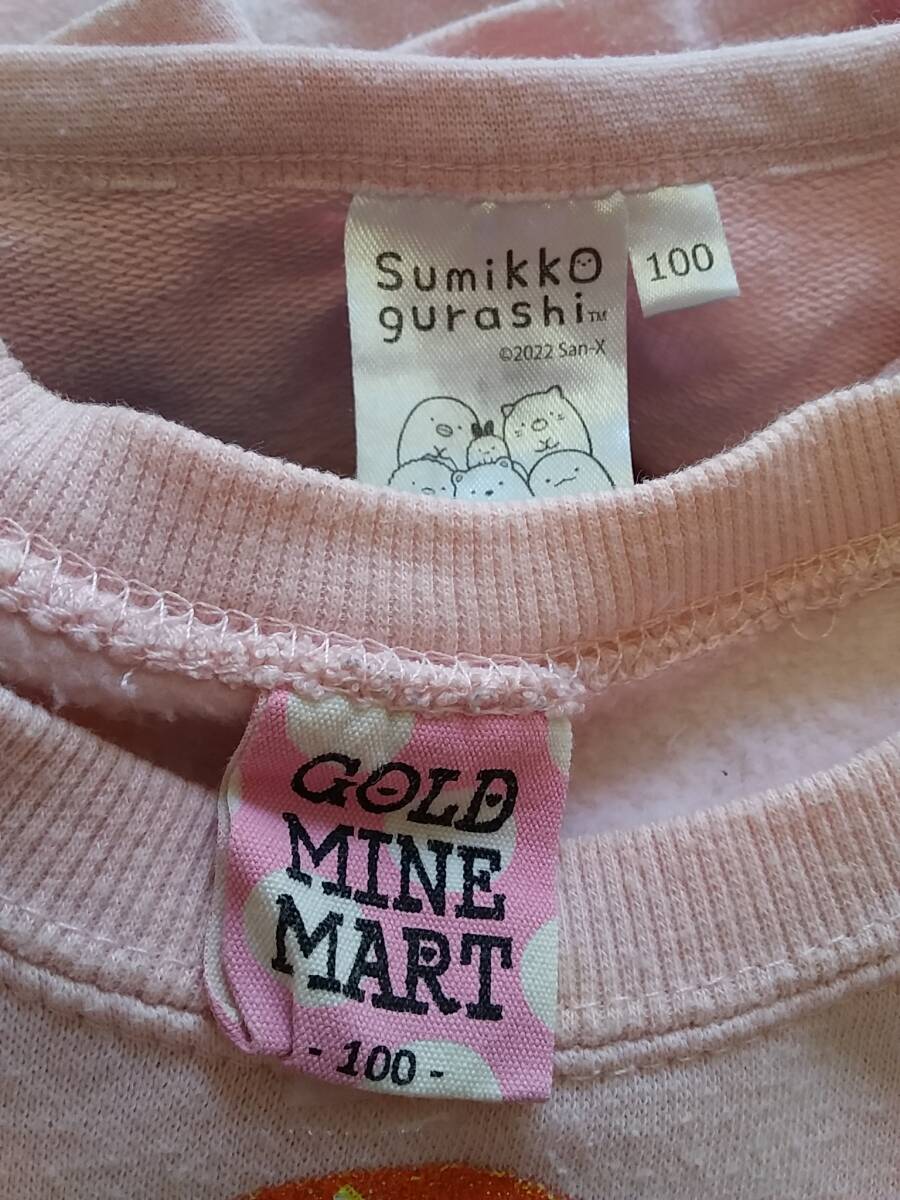 Sumikko
gurashi™
©2022 San-X
100
GOLD
MINE
MART
- 100 -